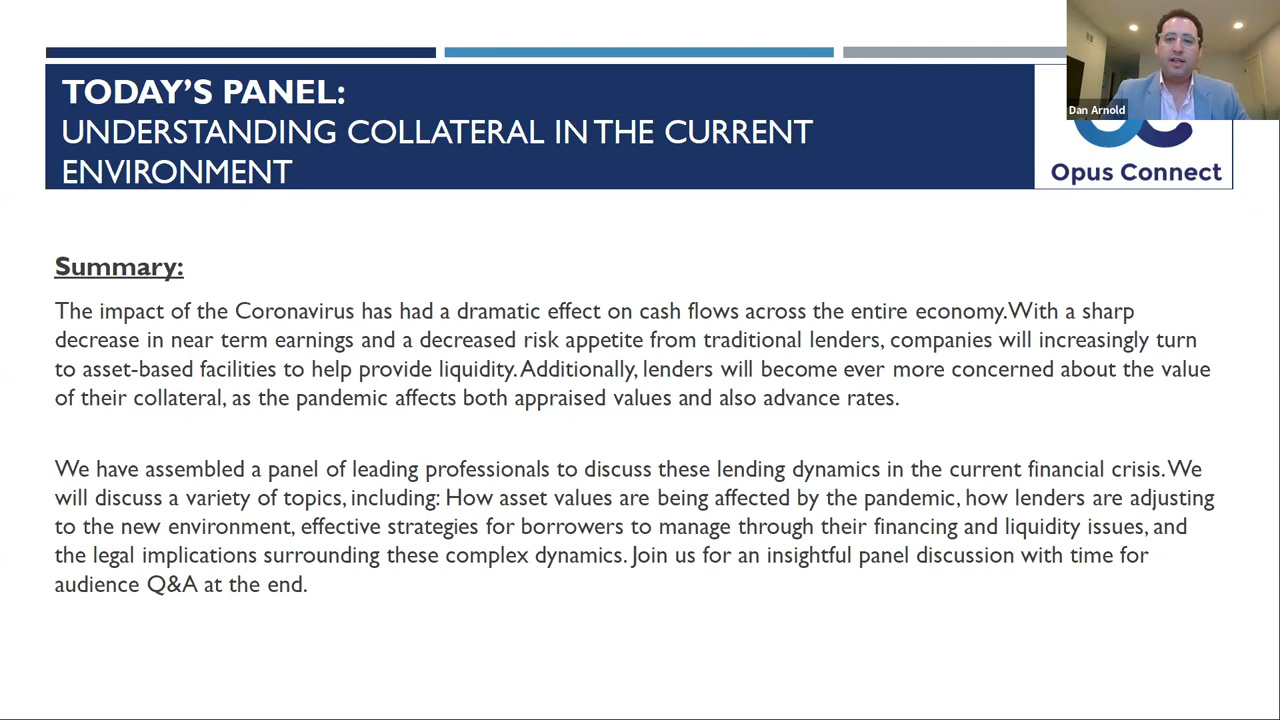 TODAY'S PANEL:
UNDERSTANDING COLLATERAL IN THE CURRENT
ENVIRONMENT
Dan Arnold
Opus Connect
Summary:
The impact of the Coronavirus has had a dramatic effect on cash flows across the entire economy. With a sharp
decrease in near term earnings and a decreased risk appetite from traditional lenders, companies will increasingly turn
to asset-based facilities to help provide liquidity. Additionally, lenders will become ever more concerned about the value
of their collateral, as the pandemic affects both appraised values and also advance rates.
We have assembled a panel of leading professionals to discuss these lending dynamics in the current financial crisis. We
will discuss a variety of topics, including: How asset values are being affected by the pandemic, how lenders are adjusting
to the new environment, effective strategies for borrowers to manage through their financing and liquidity issues, and
the legal implications surrounding these complex dynamics. Join us for an insightful panel discussion with time for
audience Q&A at the end.